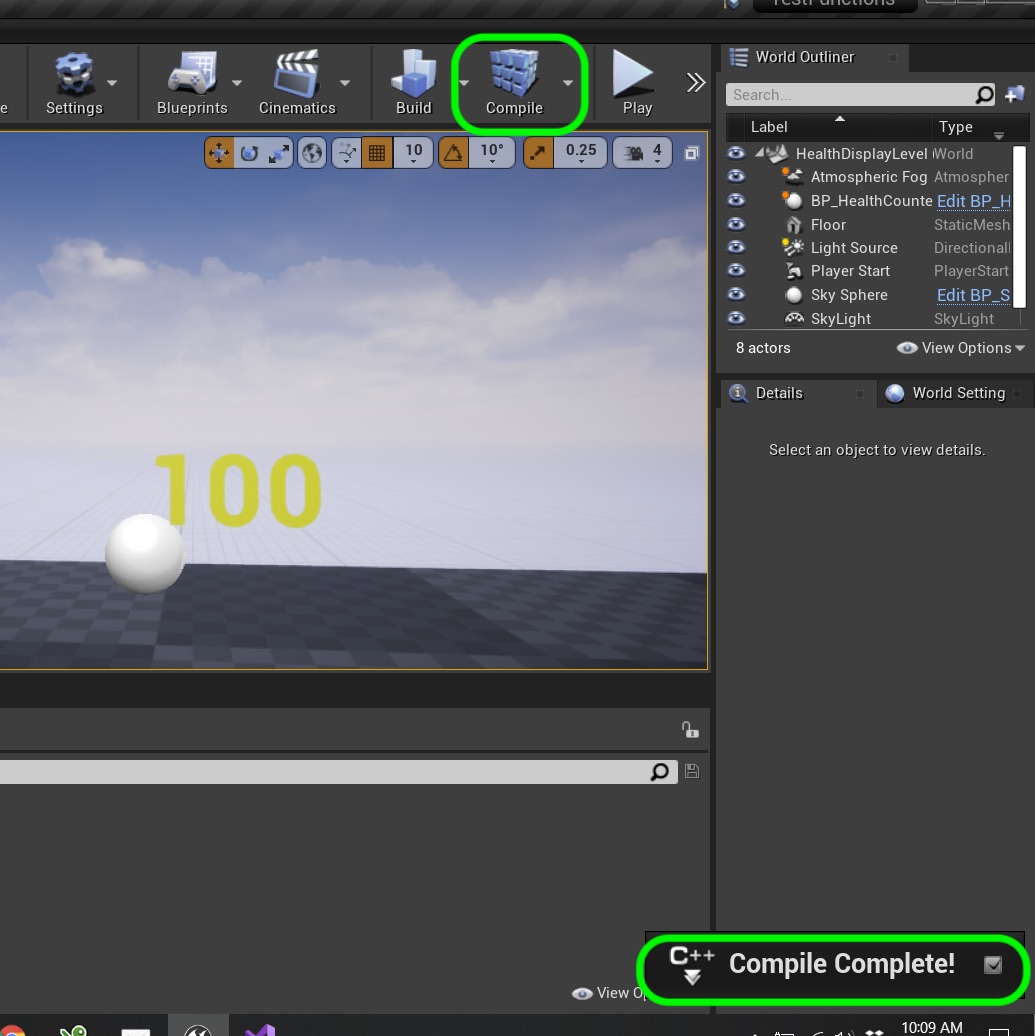 TestFunctions
e
Settings
Blueprints
Cinematics
Build
Compile
Play
World Outliner
Search...
Label
Type
10
10°
0.25
4
HealthDisplayLevel
World
Atmospheric Fog
Atmospher
BP_HealthCounte
Edit BP_H
Floor
StaticMesh
Light Source
Directionall
Player Start
PlayerStart
Sky Sphere
Edit BP_S
SkyLight
SkyLight
8 actors
View Options
Details
World Setting
Select an object to view details.
100
C++
Compile Complete!
View O
10:09 AM